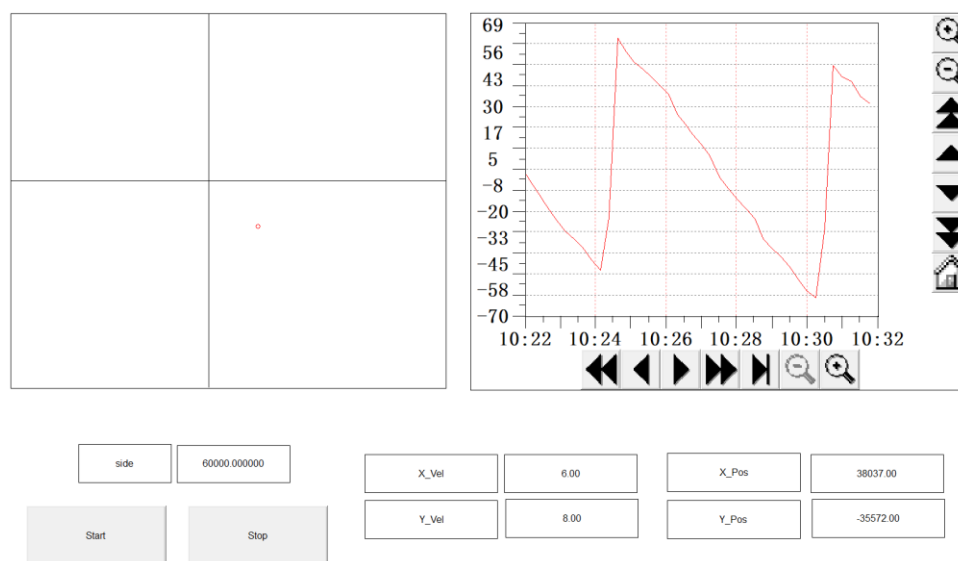 69
56
43
30
17
5
-8
-20
-33
-45
-58
-70
10:22 10:24 10:26 10:28 10:30 10:32
side 60000.000000
X_Vel 6.00 X_Pos 38037.00
Y_Vel 8.00 Y_Pos -35572.00
Start Stop